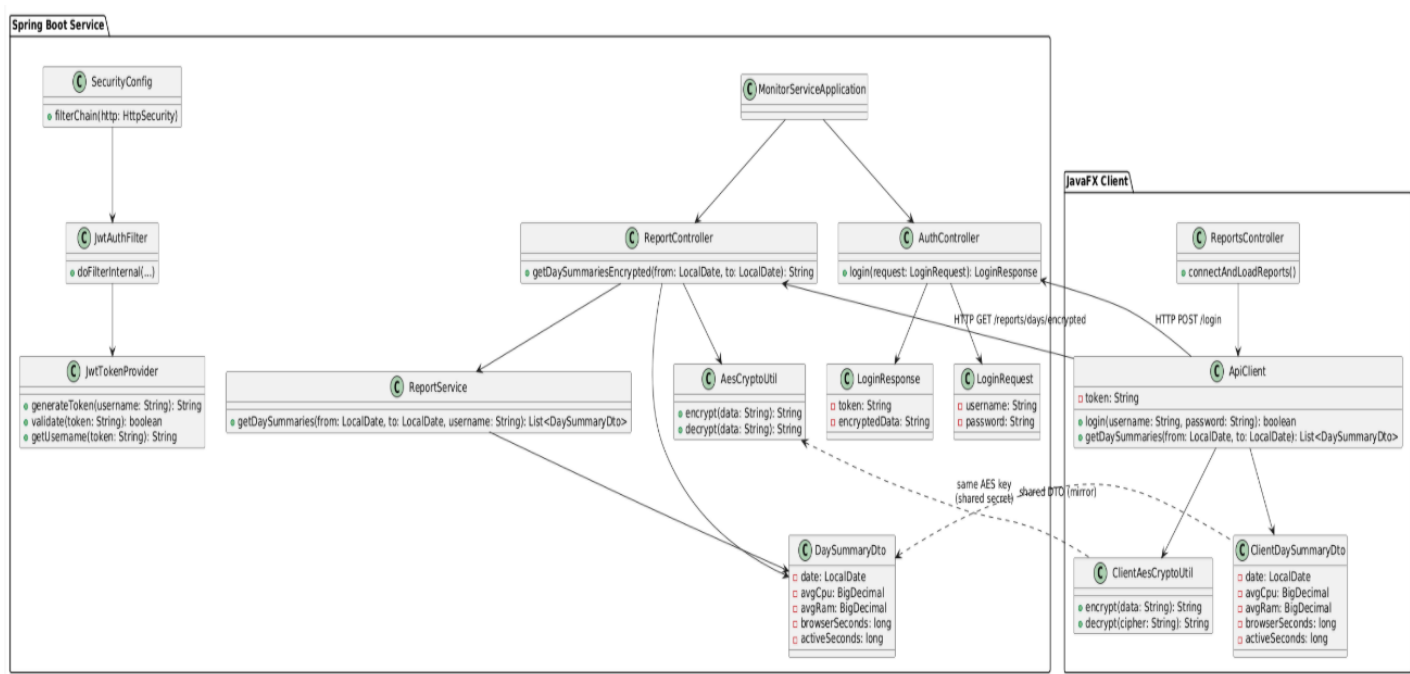 Spring Boot Service
C SecurityConfig
filterChain(http: HttpSecurity)
C MonitorServiceApplication
JavaFX Client
C JwtAuthFilter
doFilterInternal(...)
C ReportController
getDaySummariesEncrypted(from: LocalDate, to: LocalDate): String
C AuthController
login(request: LoginRequest): LoginResponse
C ReportsController
connectAndLoadReports()
HTTP GET /reports/days/encrypted
HTTP POST /login
C JwtTokenProvider
generateToken(username: String): String
validate(token: String): boolean
getUsername(token: String): String
C ReportService
getDaySummaries(from: LocalDate, to: LocalDate, username: String): List<DaySummaryDto>
C AesCryptoUtil
encrypt(data: String): String
decrypt(data: String): String
C LoginResponse
token: String
encryptedData: String
C LoginRequest
username: String
password: String
C ApiClient
token: String
login(username: String, password: String): boolean
getDaySummaries(from: LocalDate, to: LocalDate): List<DaySummaryDto>
same AES key
(shared secret)
shared DTO (mirror)
C DaySummaryDto
date: LocalDate
avgCpu: BigDecimal
avgRam: BigDecimal
browserSeconds: long
activeSeconds: long
C ClientAesCryptoUtil
encrypt(data: String): String
decrypt(cipher: String): String
C ClientDaySummaryDto
date: LocalDate
avgCpu: BigDecimal
avgRam: BigDecimal
browserSeconds: long
activeSeconds: long